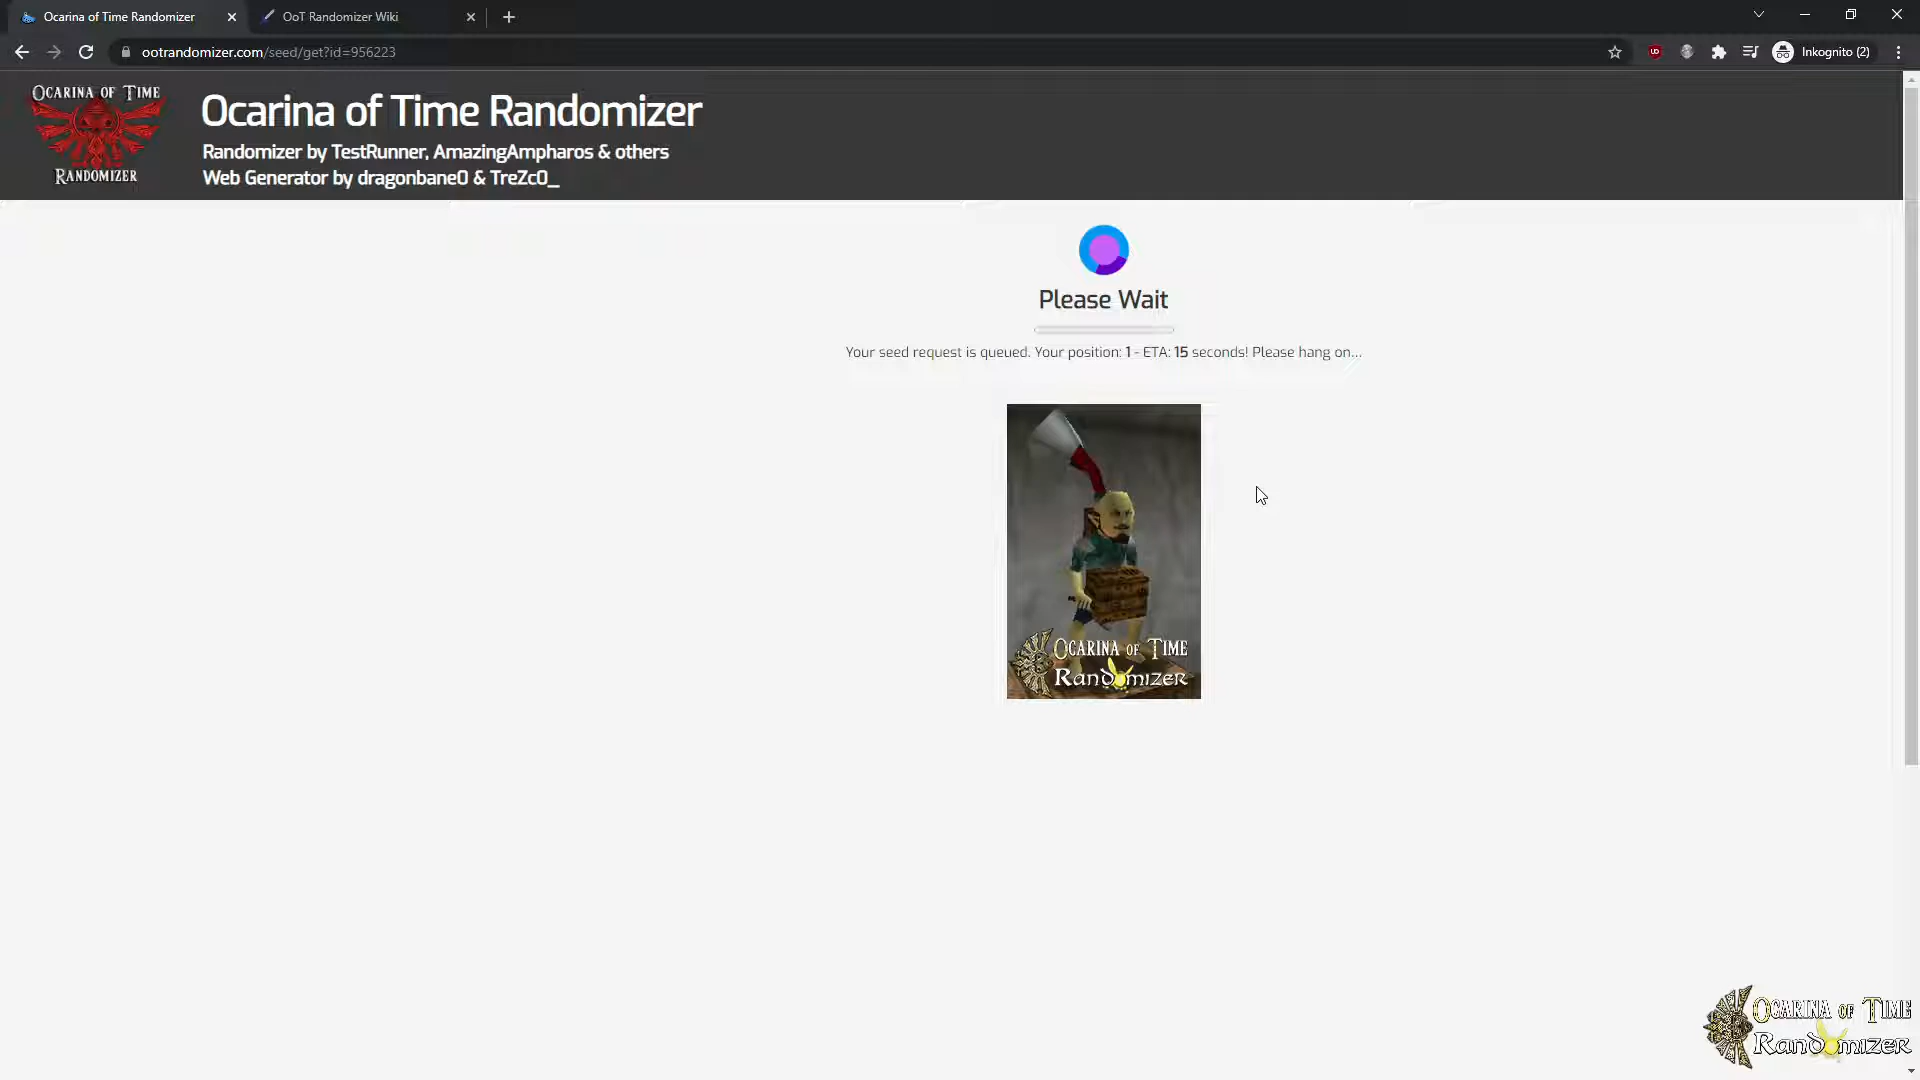 Ocarina of Time Randomizer
OoT Randomizer Wiki
ootrandomizer.com/seed/get?id=956223
Inkognito (2)
OCARINA OF TIME
RANDOMIZER
Ocarina of Time Randomizer
Randomizer by TestRunner, AmazingAmpharos & others
Web Generator by dragonbane0 & TreZc0_
Please Wait
Your seed request is queued. Your position: 1 - ETA: 15 seconds! Please hang on...
OCARINA OF TIME
Randomizer
OCARINA OF TIME
Randomizer